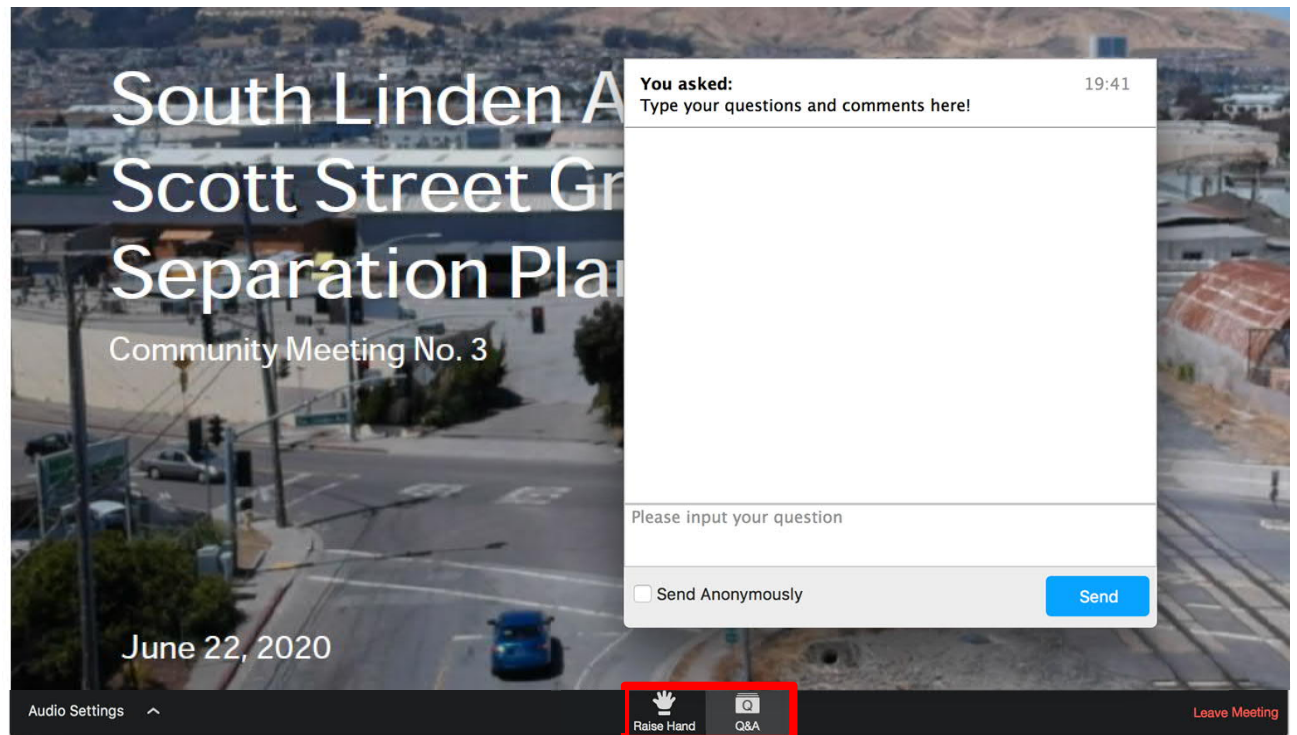 South Linden A
Scott Street Gr
Separation Pla
Community Meeting No. 3
June 22, 2020
You asked:
19:41
Type your questions and comments here!
Please input your question
Send Anonymously
Send
Audio Settings
Raise Hand
Q
Q&A
Leave Meeting